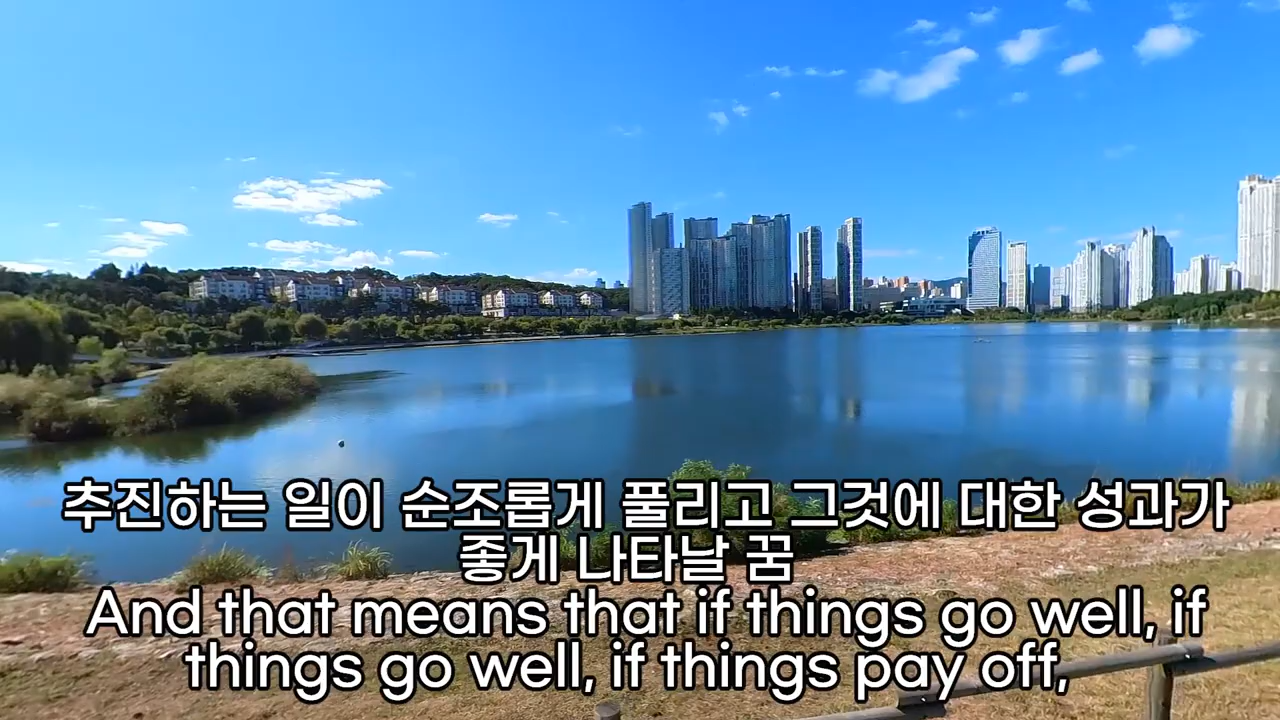 추진하는 일이 순조롭게 풀리고 그것에 대한 성과가
좋게 나타날 꿈
And that means that if things go well, if
things go well, if things pay off,